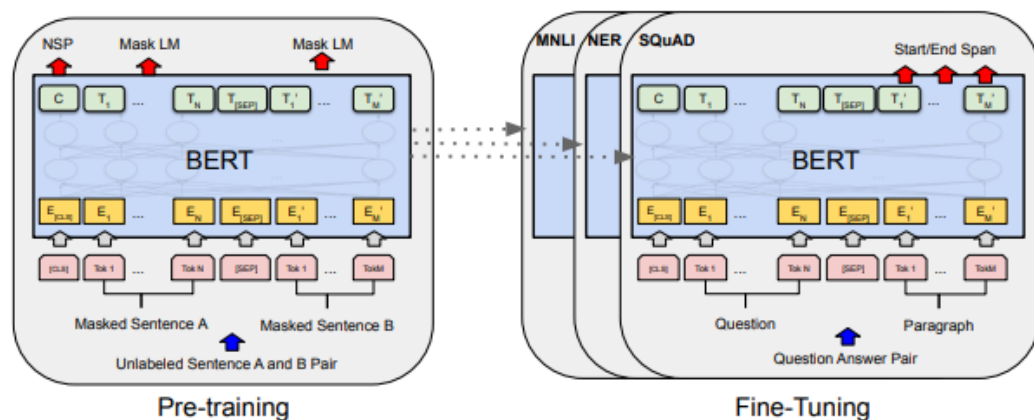 NSP Mask LM Mask LM
C T1 ... TN T[SEP] T1' ... TM'
BERT
E[CLS] E1 ... EN E[SEP] E1' ... EM'
[CLS] Tok 1 ... Tok N [SEP] Tok 1 ... TokM
Masked Sentence A Masked Sentence B
Unlabeled Sentence A and B Pair
Pre-training
MNLI NER SQuAD
Start/End Span
C T1 ... TN T[SEP] T1' ... TM'
BERT
E[CLS] E1 ... EN E[SEP] E1' ... EM'
[CLS] Tok 1 ... Tok N [SEP] Tok 1 ... TokM
Question Paragraph
Question Answer Pair
Fine-Tuning